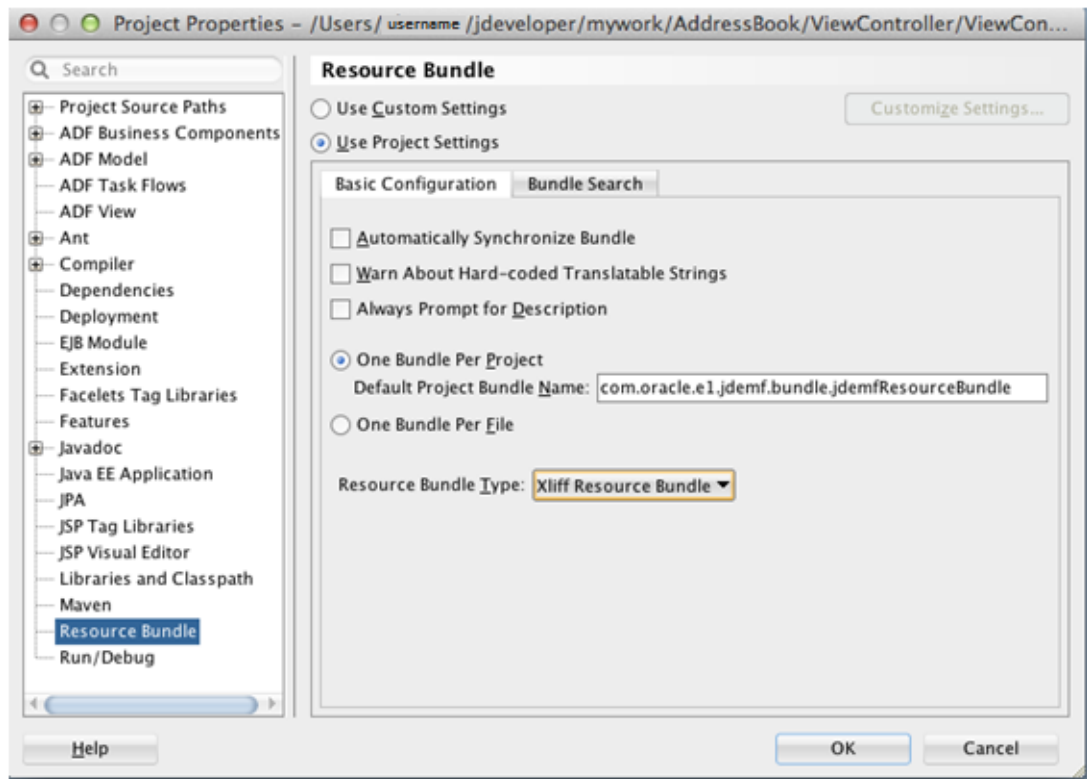 Project Properties – /Users/ username /jdeveloper/mywork/AddressBook/ViewController/ViewCon...
Search
Project Source Paths
ADF Business Components
ADF Model
ADF Task Flows
ADF View
Ant
Compiler
Dependencies
Deployment
EJB Module
Extension
Facelets Tag Libraries
Features
Javadoc
Java EE Application
JPA
JSP Tag Libraries
JSP Visual Editor
Libraries and Classpath
Maven
Resource Bundle
Run/Debug
Resource Bundle
Use Custom Settings
Customize Settings...
Use Project Settings
Basic Configuration Bundle Search
Automatically Synchronize Bundle
Warn About Hard-coded Translatable Strings
Always Prompt for Description
One Bundle Per Project
Default Project Bundle Name: com.oracle.e1.jdemf.bundle.jdemfResourceBundle
One Bundle Per File
Resource Bundle Type: Xliff Resource Bundle
Help OK Cancel